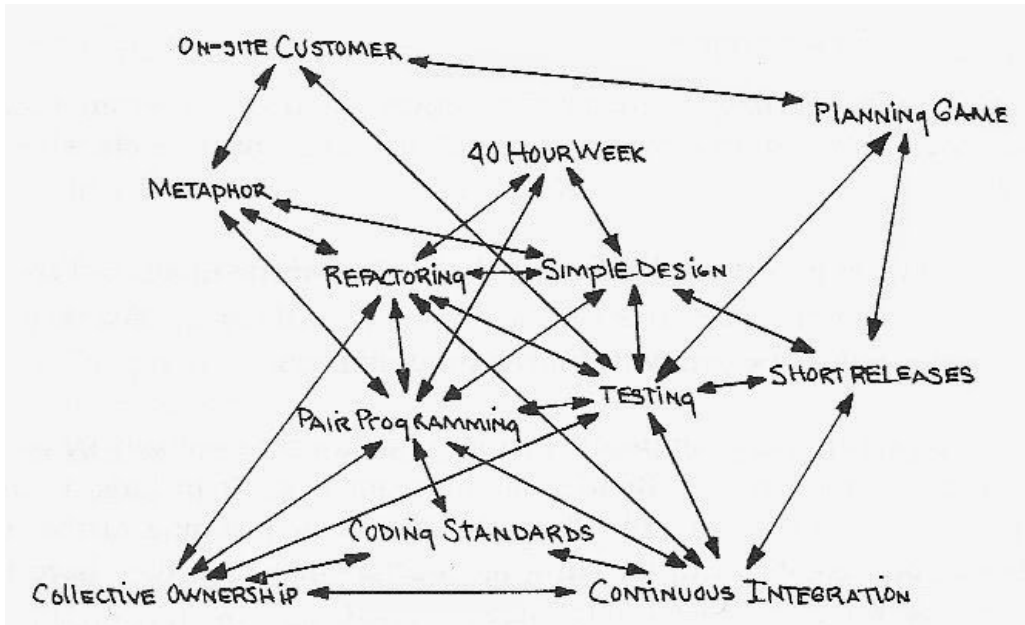 ON-SITE CUSTOMER
PLANNING GAME
40 HOUR WEEK
METAPHOR
REFACTORING
SIMPLE DESIGN
SHORT RELEASES
TESTING
PAIR PROGRAMMING
CODING STANDARDS
COLLECTIVE OWNERSHIP
CONTINUOUS INTEGRATION